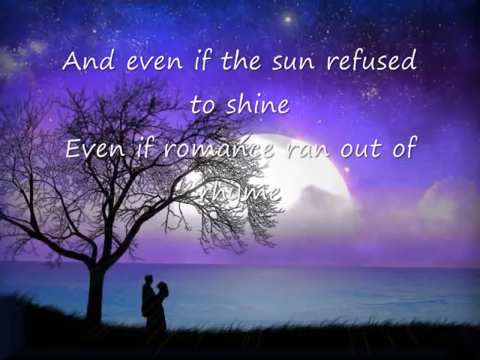 And even if the sun refused
to shine
Even if romance ran out of
rhyme